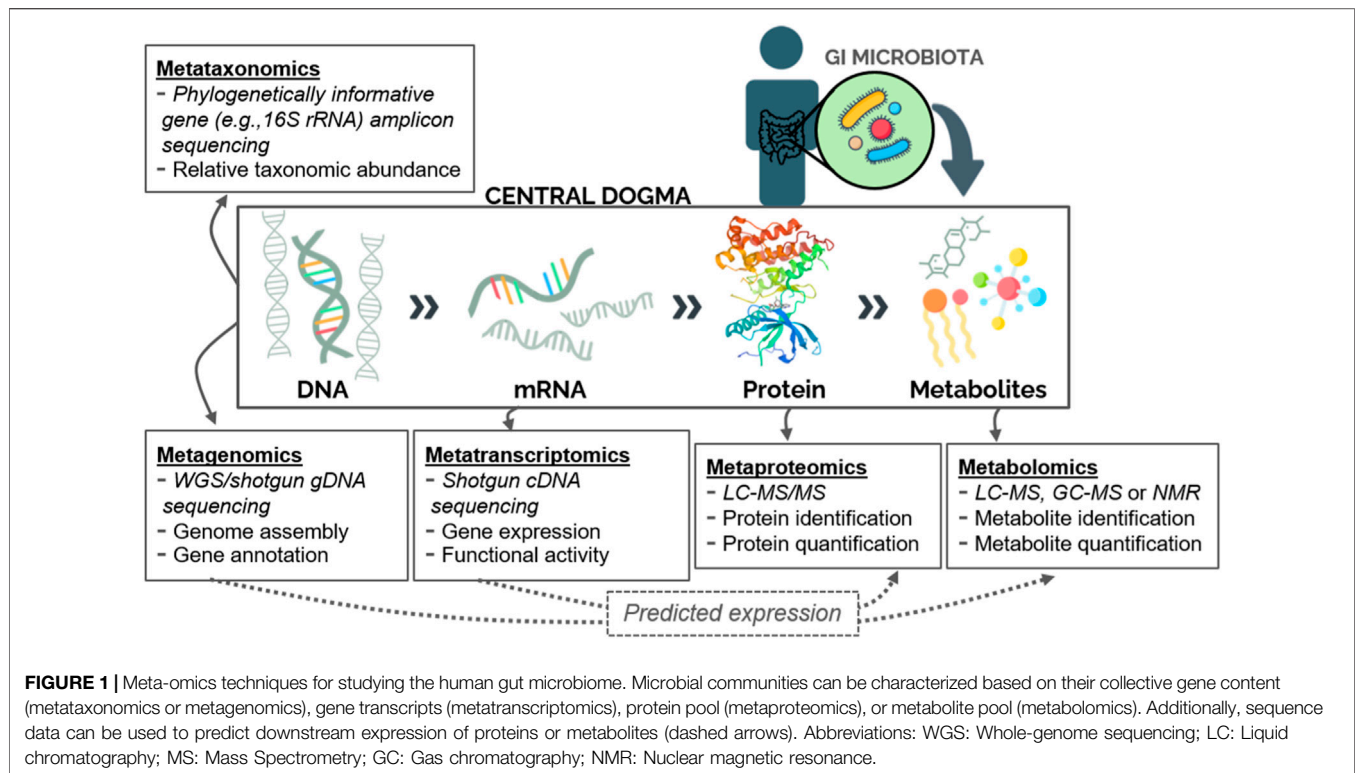 Metataxonomics
- Phylogenetically informative
gene (e.g.,16S rRNA) amplicon
sequencing
- Relative taxonomic abundance
GI MICROBIOTA
CENTRAL DOGMA
DNA
mRNA
Protein
Metabolites
Metagenomics
- WGS/shotgun gDNA
sequencing
- Genome assembly
- Gene annotation
Metatranscriptomics
- Shotgun cDNA
sequencing
- Gene expression
- Functional activity
Metaproteomics
- LC-MS/MS
- Protein identification
- Protein quantification
Metabolomics
- LC-MS, GC-MS or NMR
- Metabolite identification
- Metabolite quantification
Predicted expression
FIGURE 1 | Meta-omics techniques for studying the human gut microbiome. Microbial communities can be characterized based on their collective gene content
(metataxonomics or metagenomics), gene transcripts (metatranscriptomics), protein pool (metaproteomics), or metabolite pool (metabolomics). Additionally, sequence
data can be used to predict downstream expression of proteins or metabolites (dashed arrows). Abbreviations: WGS: Whole-genome sequencing; LC: Liquid
chromatography; MS: Mass Spectrometry; GC: Gas chromatography; NMR: Nuclear magnetic resonance.